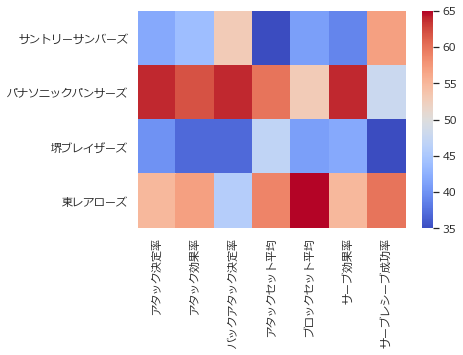 サントリーサンバーズ
パナソニックパンサーズ
堺ブレイザーズ
東レアローズ
アタック決定率
アタック効果率
バックアタック決定率
アタックセット平均
ブロックセット平均
サーブ効果率
サーブレシーブ成功率
65
60
55
50
45
40
35